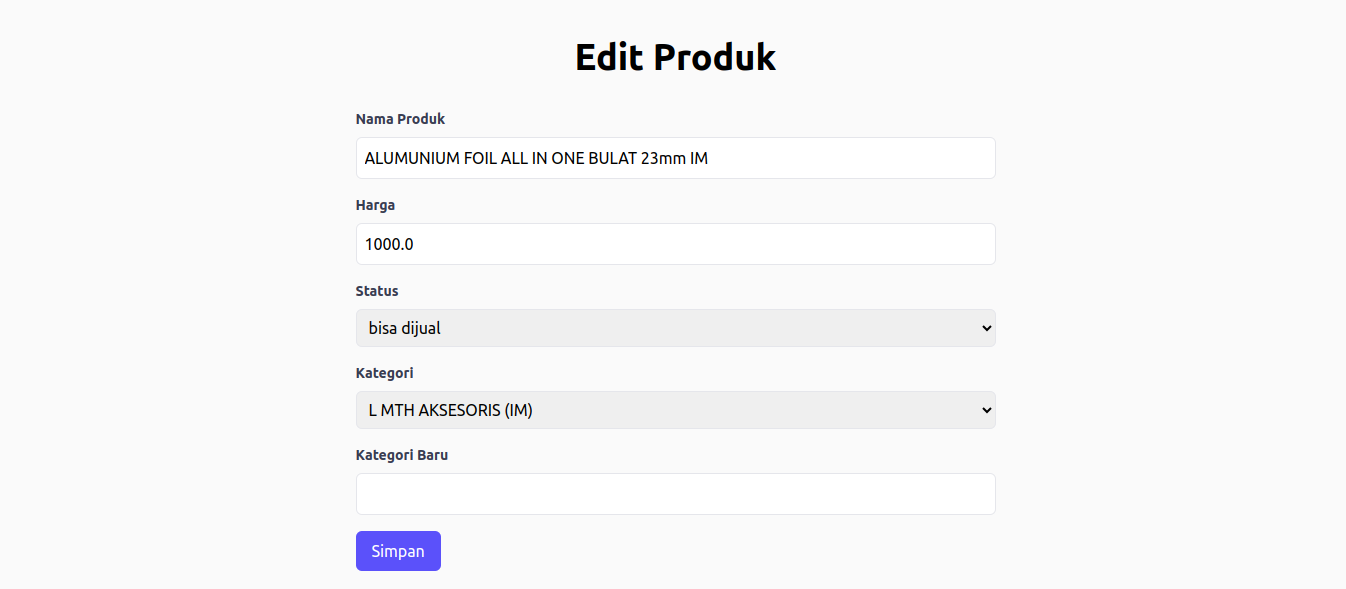 Edit Produk
Nama Produk
ALUMUNIUM FOIL ALL IN ONE BULAT 23mm IM
Harga
1000.0
Status
bisa dijual
Kategori
L MTH AKSESORIS (IM)
Kategori Baru
Simpan